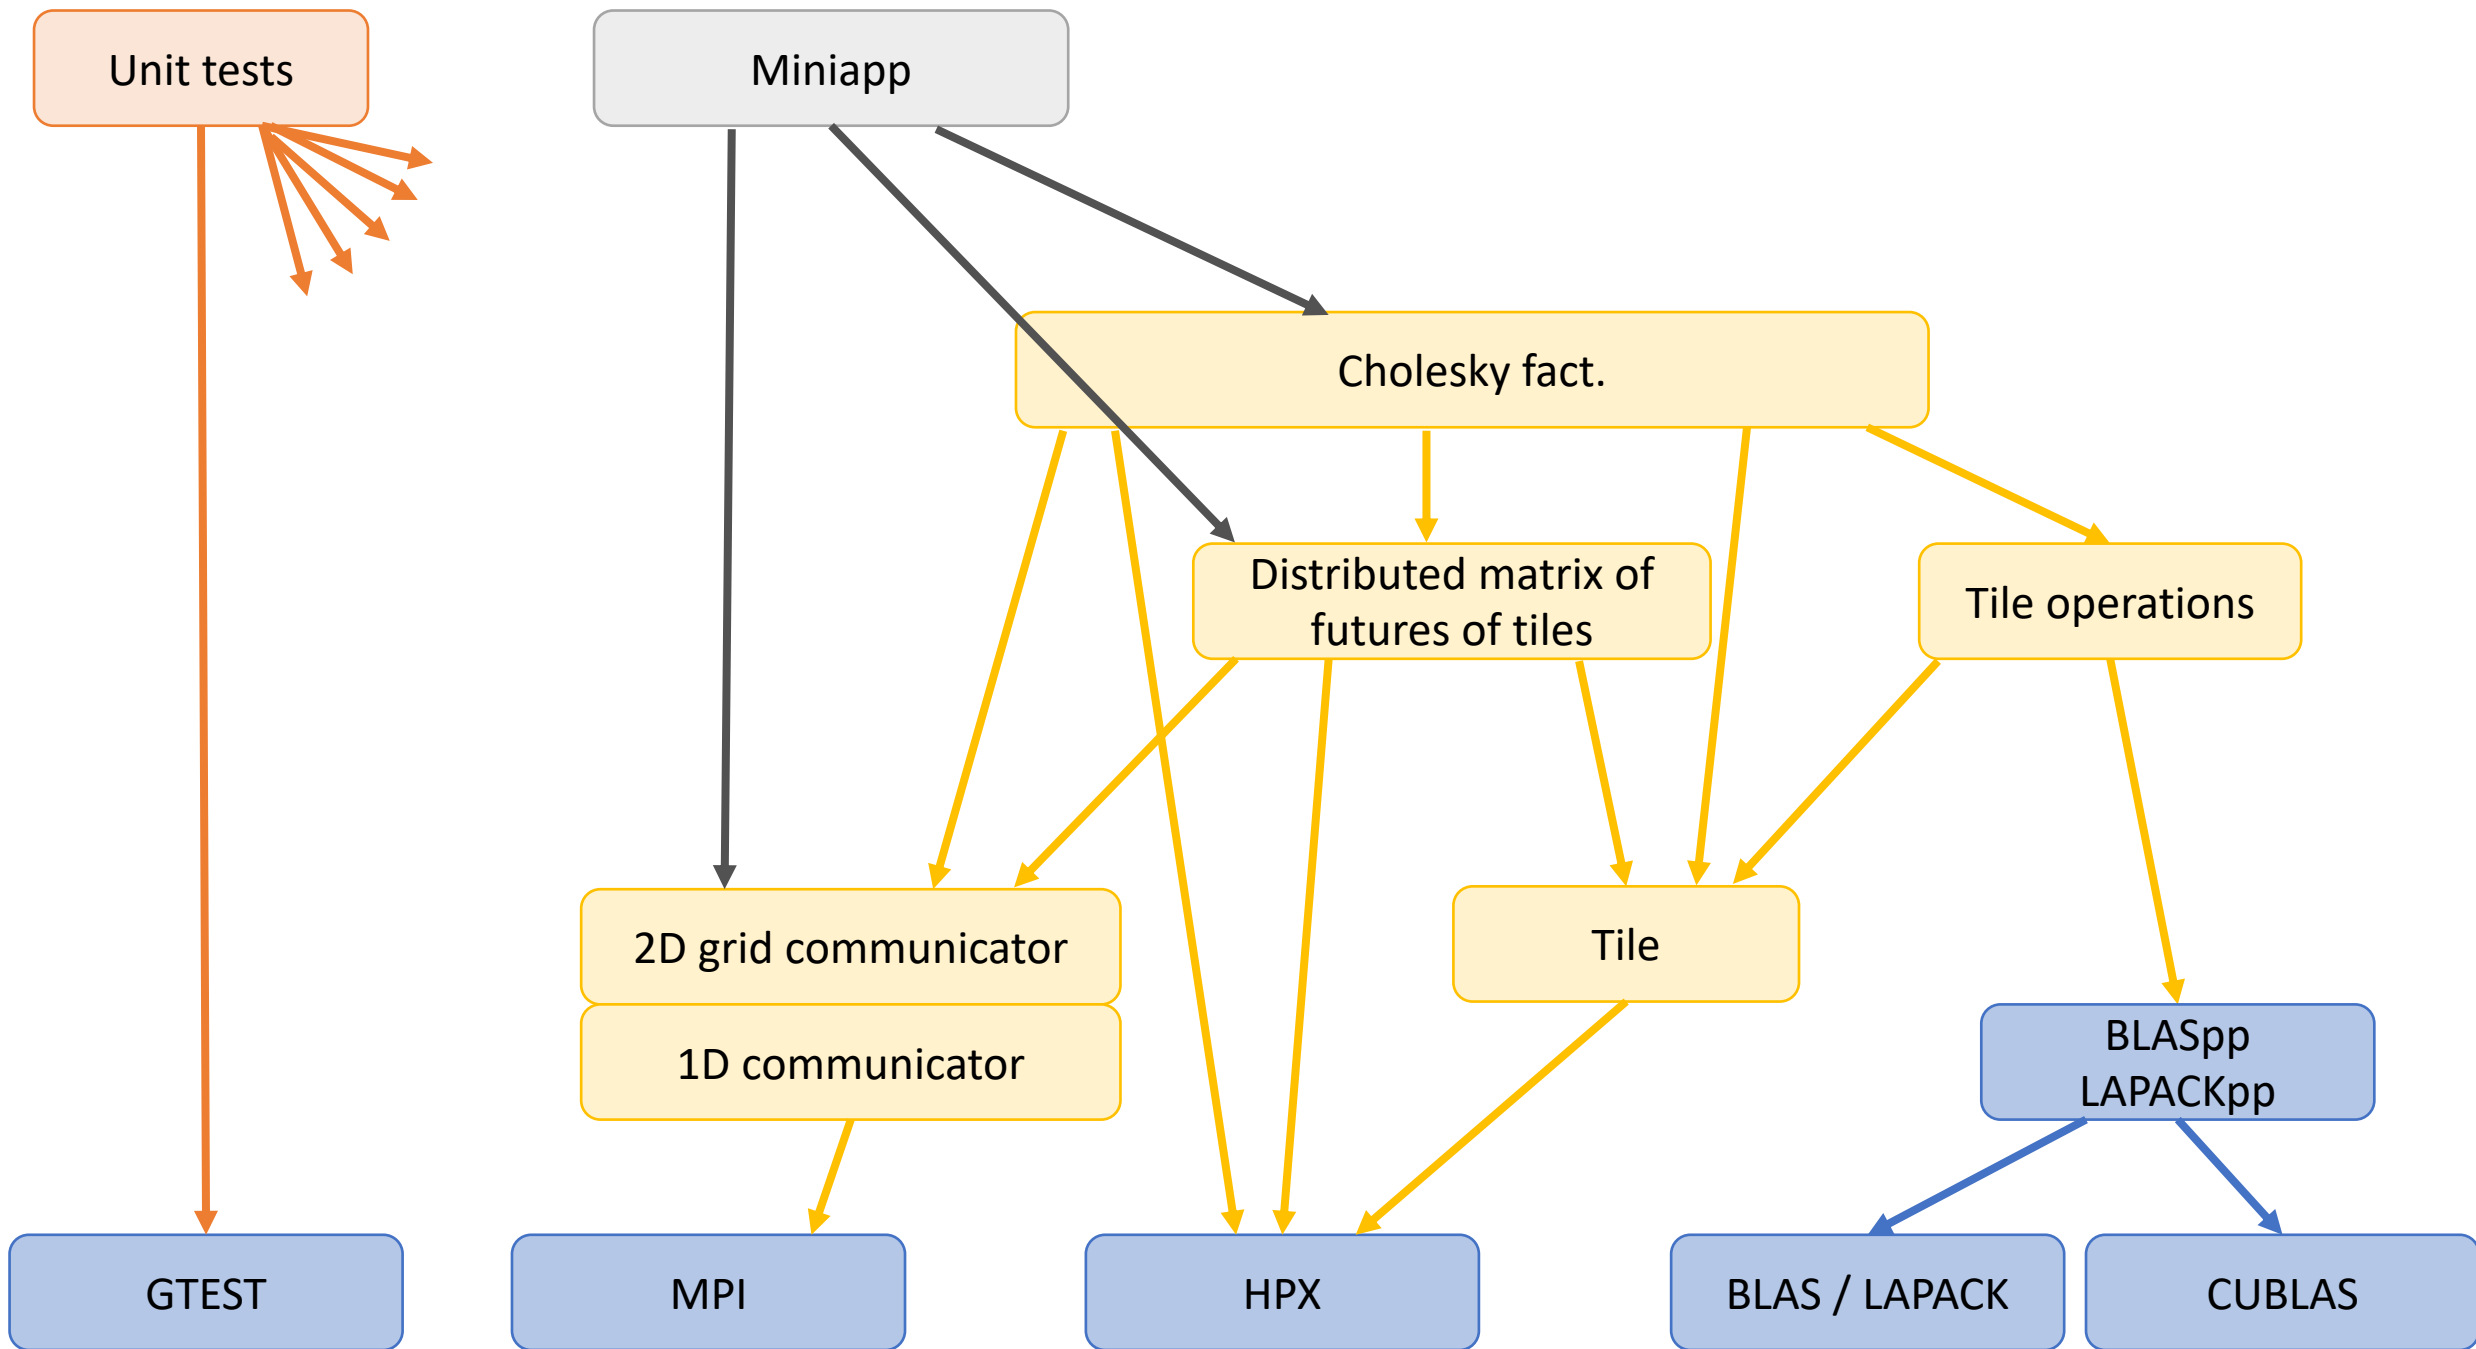 Unit tests
Miniapp
Cholesky fact.
Distributed matrix of
futures of tiles
Tile operations
2D grid communicator
Tile
1D communicator
BLASpp
LAPACKpp
GTEST
MPI
HPX
BLAS / LAPACK
CUBLAS